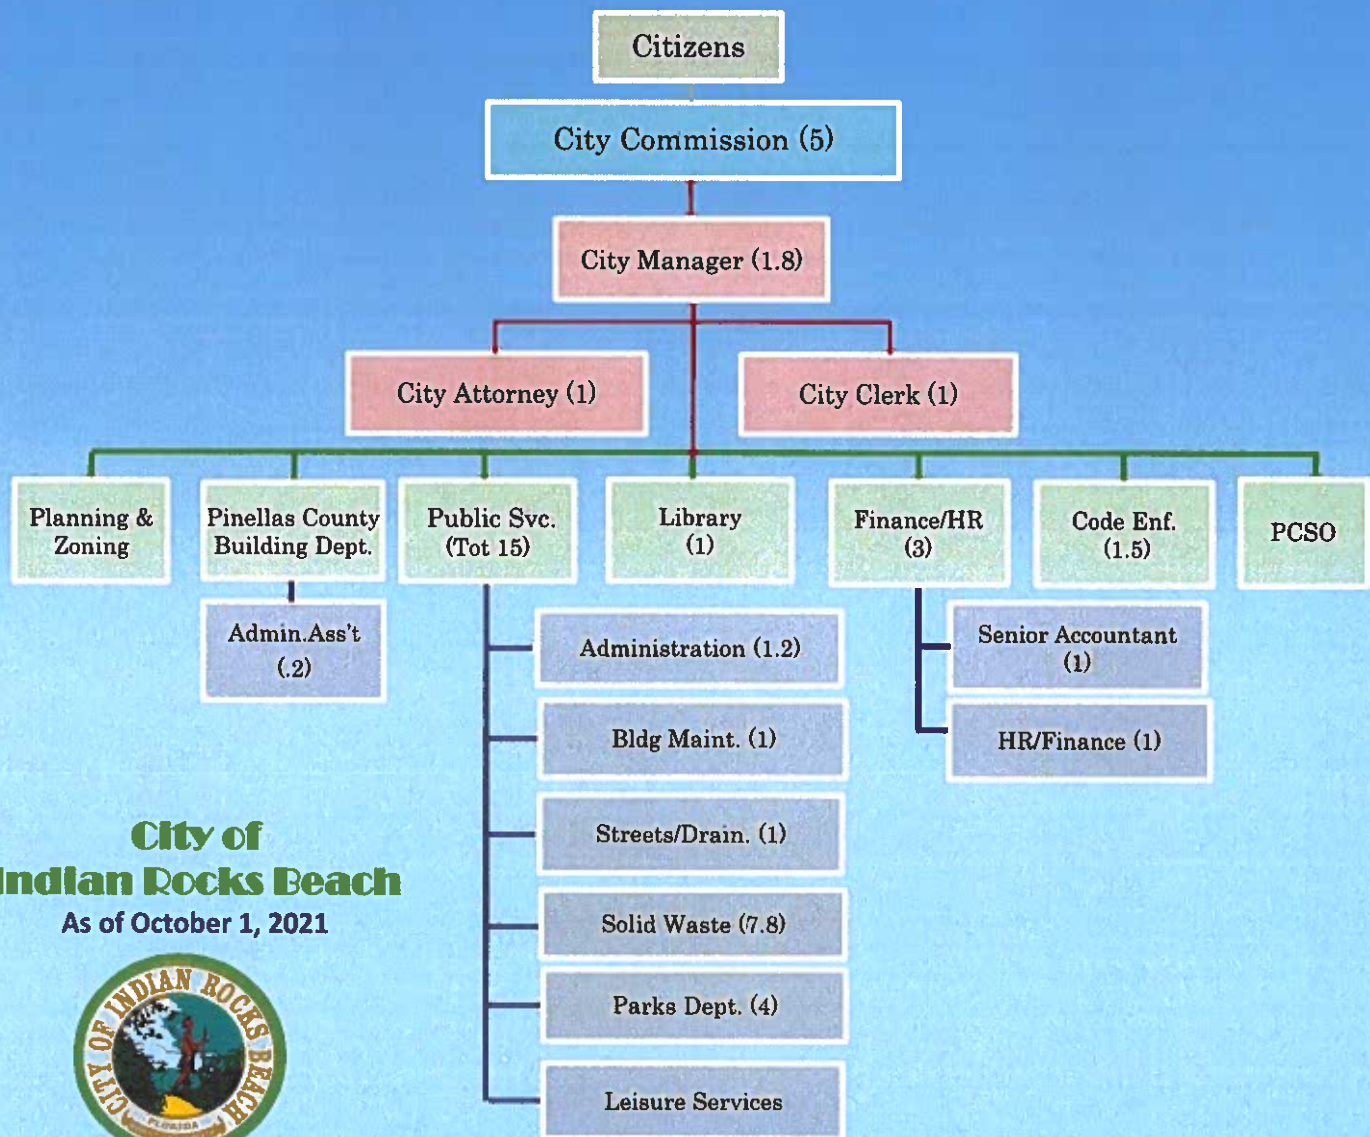 Citizens
City Commission (5)
City Manager (1.8)
City Attorney (1)
City Clerk (1)
Planning &
Zoning
Pinellas County
Building Dept.
Public Svc.
(Tot 15)
Library
(1)
Finance/HR
(3)
Code Enf.
(1.5)
PCSO
Admin.Ass't
(.2)
Administration (1.2)
Bldg Maint. (1)
Streets/Drain. (1)
Solid Waste (7.8)
Parks Dept. (4)
Leisure Services
Senior Accountant
(1)
HR/Finance (1)
City of
Indian Rocks Beach
As of October 1, 2021
CITY OF INDIAN ROCKS BEACH
FLORIDA